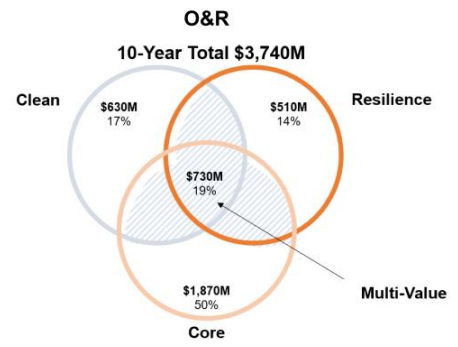 O&R
10-Year Total $3,740M
Clean
$630M
17%
$510M
14%
Resilience
$730M
19%
Multi-Value
$1,870M
50%
Core